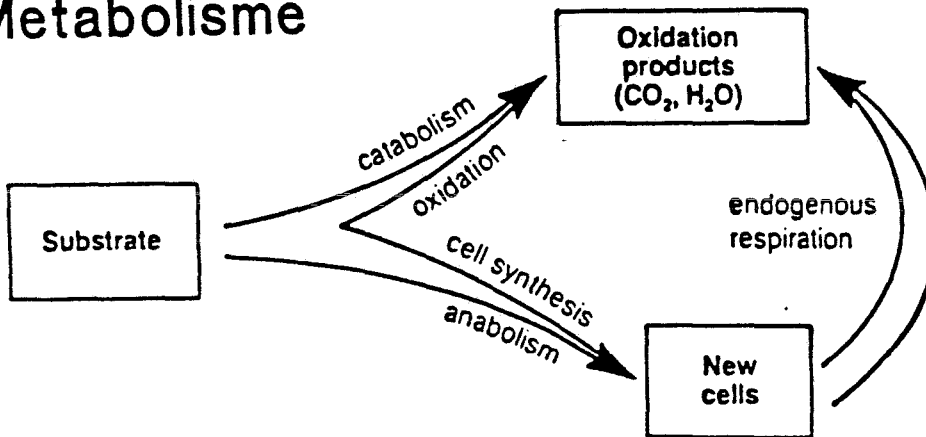 Metabolisme
Oxidation
products
(CO₂, H₂O)
catabolism
oxidation
Substrate
endogenous
respiration
cell synthesis
anabolism
New
cells